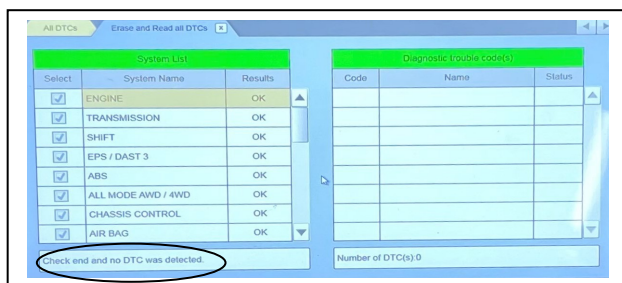 All DTCs Erase and Read all DTCs x
System List
Select System Name Results
ENGINE OK
TRANSMISSION OK
SHIFT OK
EPS / DAST 3 OK
ABS OK
ALL MODE AWD / 4WD OK
CHASSIS CONTROL OK
AIR BAG OK
Check end and no DTC was detected.
Diagnostic trouble code(s)
Code Name Status
Number of DTC(s):0